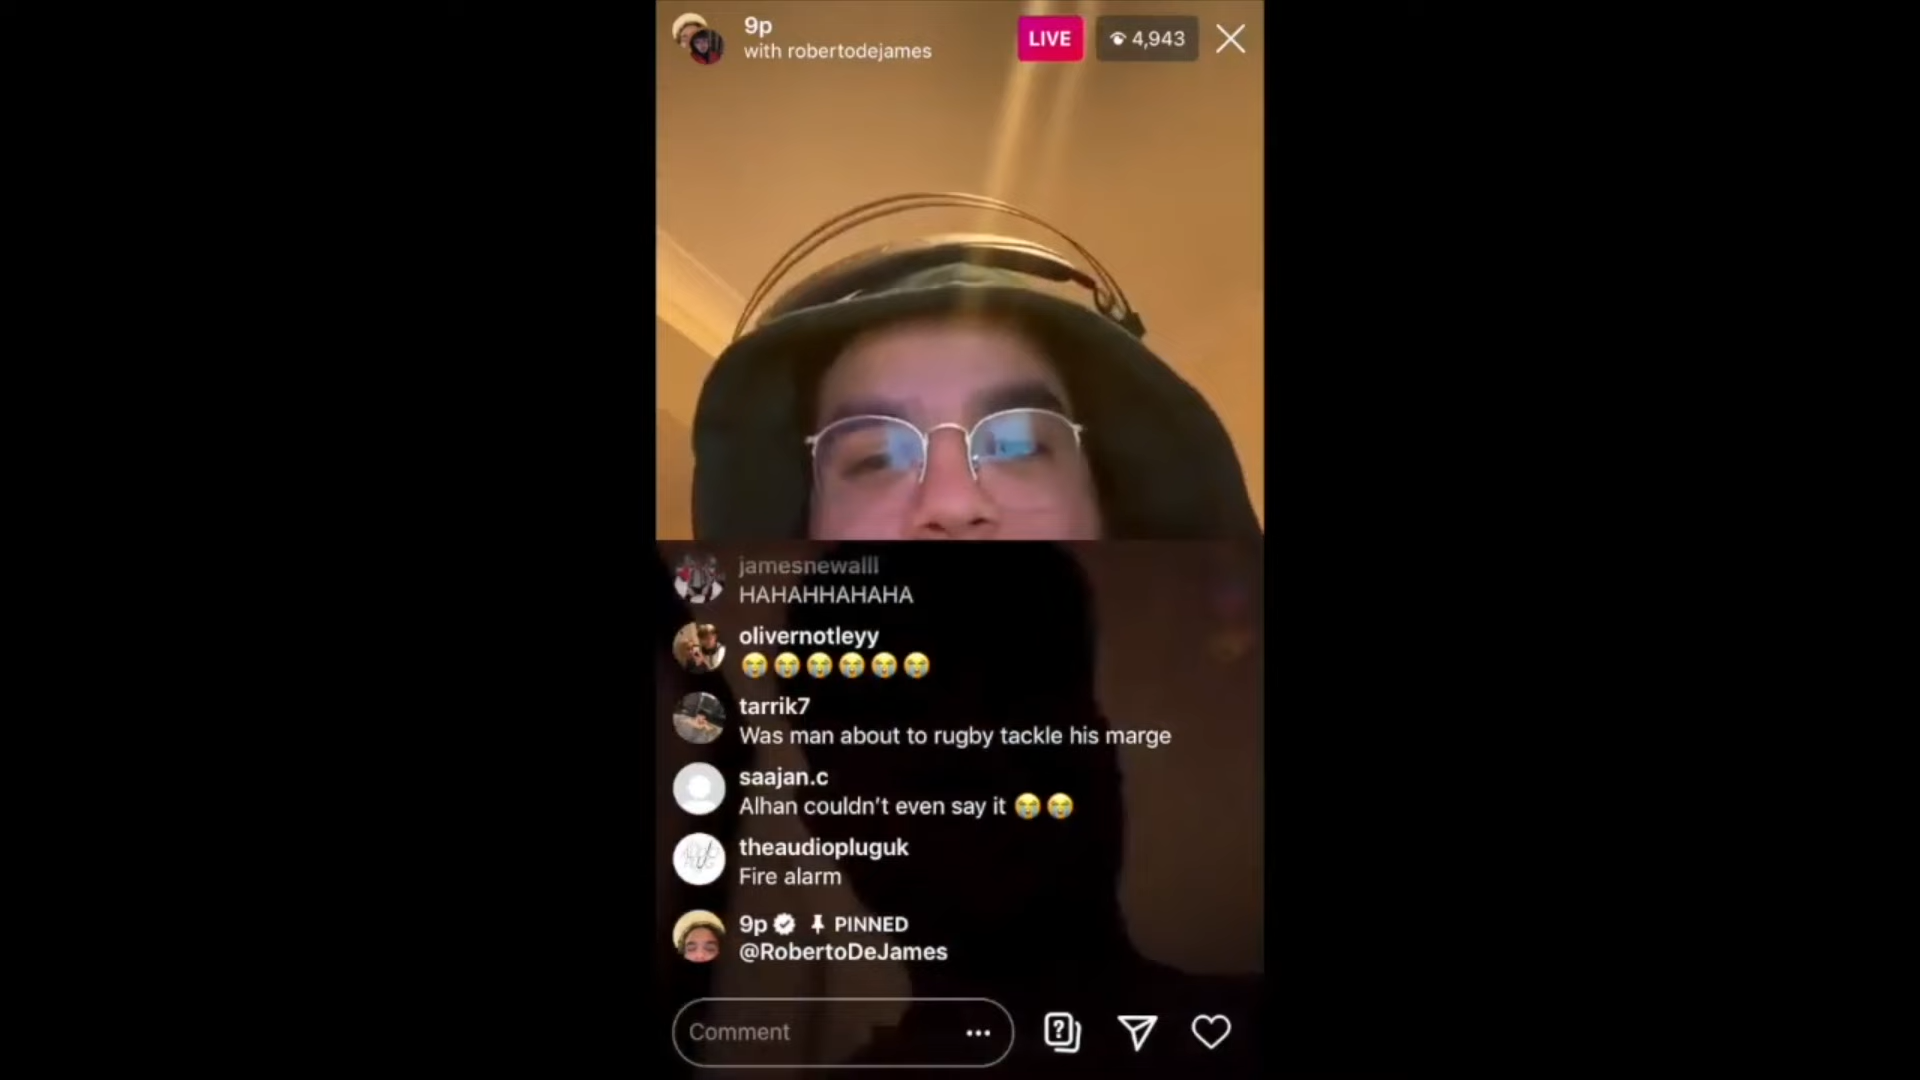 9p
with robertodejames
LIVE
4,943
jamesnewalll
HAHAHHAHAHA
olivernotleyy
😭😭😭😭😭😭
tarrik7
Was man about to rugby tackle his marge
saajan.c
Alhan couldn't even say it 😭😭
theaudiopluguk
Fire alarm
9p PINNED
@RobertoDeJames
Comment